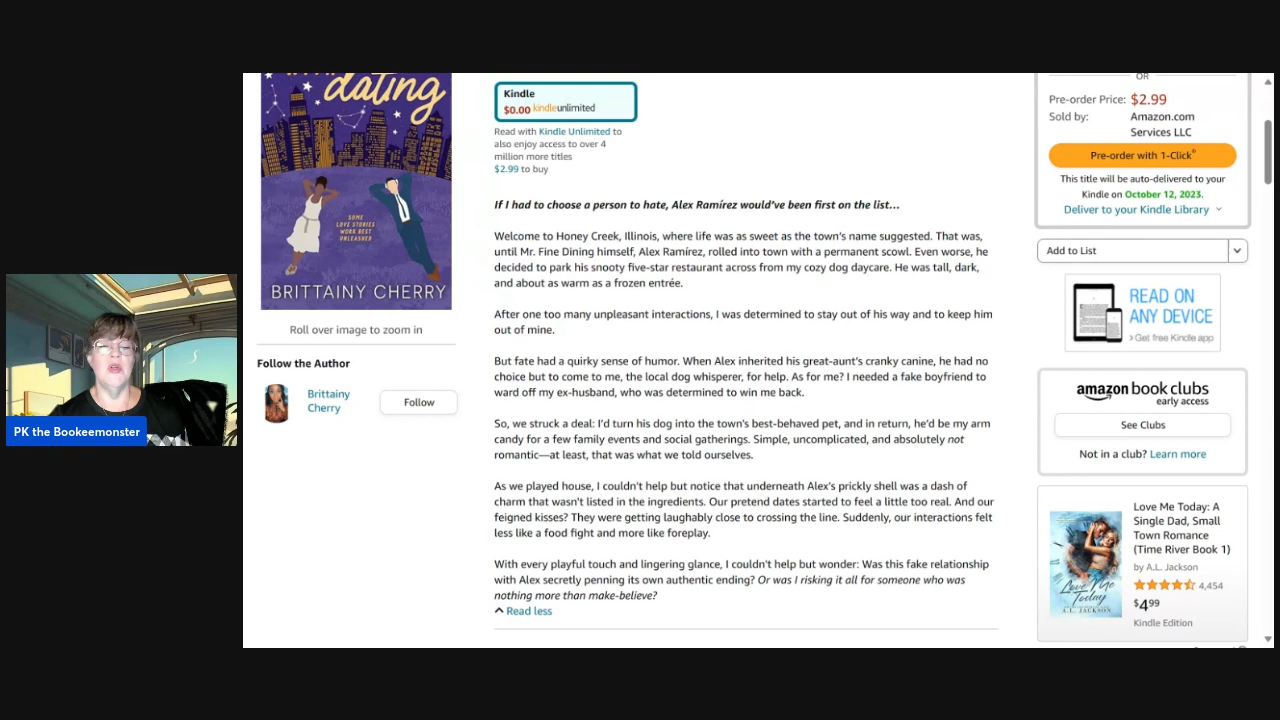 dating
SOME
LOVE STORIES
WORK BEST
UNLEASHED
BRITTAINY CHERRY
Roll over image to zoom in
Follow the Author
Brittainy
Cherry
Follow
PK the Bookeemonster
Kindle
$0.00 kindleunlimited
Read with Kindle Unlimited to
also enjoy access to over 4
million more titles
$2.99 to buy
If I had to choose a person to hate, Alex Ramírez would've been first on the list…
Welcome to Honey Creek, Illinois, where life was as sweet as the town's name suggested. That was,
until Mr. Fine Dining himself, Alex Ramírez, rolled into town with a permanent scowl. Even worse, he
decided to park his snooty five-star restaurant across from my cozy dog daycare. He was tall, dark,
and about as warm as a frozen entrée.
After one too many unpleasant interactions, I was determined to stay out of his way and to keep him
out of mine.
But fate had a quirky sense of humor. When Alex inherited his great-aunt's cranky canine, he had no
choice but to come to me, the local dog whisperer, for help. As for me? I needed a fake boyfriend to
ward off my ex-husband, who was determined to win me back.
So, we struck a deal: I'd turn his dog into the town's best-behaved pet, and in return, he'd be my arm
candy for a few family events and social gatherings. Simple, uncomplicated, and absolutely not
romantic—at least, that was what we told ourselves.
As we played house, I couldn't help but notice that underneath Alex's prickly shell was a dash of
charm that wasn't listed in the ingredients. Our pretend dates started to feel a little too real. And our
feigned kisses? They were getting laughably close to crossing the line. Suddenly, our interactions felt
less like a food fight and more like foreplay.
With every playful touch and lingering glance, I couldn't help but wonder: Was this fake relationship
with Alex secretly penning its own authentic ending? Or was I risking it all for someone who was
nothing more than make-believe?
Read less
OR
Pre-order Price: $2.99
Sold by: Amazon.com
Services LLC
Pre-order with 1-Click®
This title will be auto-delivered to your
Kindle on October 12, 2023.
Deliver to your Kindle Library
Add to List
READ ON
ANY DEVICE
› Get free Kindle app
amazon book clubs
early access
See Clubs
Not in a club? Learn more
Love Me Today: A
Single Dad, Small
Town Romance
(Time River Book 1)
by A.L. Jackson
4,454
$4.99
Kindle Edition
Love Me
Today
A.L. JACKSON